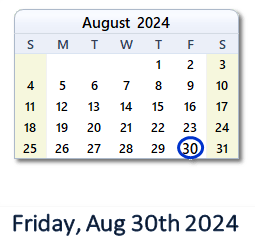 August 2024
S M T W T F S
1 2 3
4 5 6 7 8 9 10
11 12 13 14 15 16 17
18 19 20 21 22 23 24
25 26 27 28 29 30 31
Friday, Aug 30th 2024